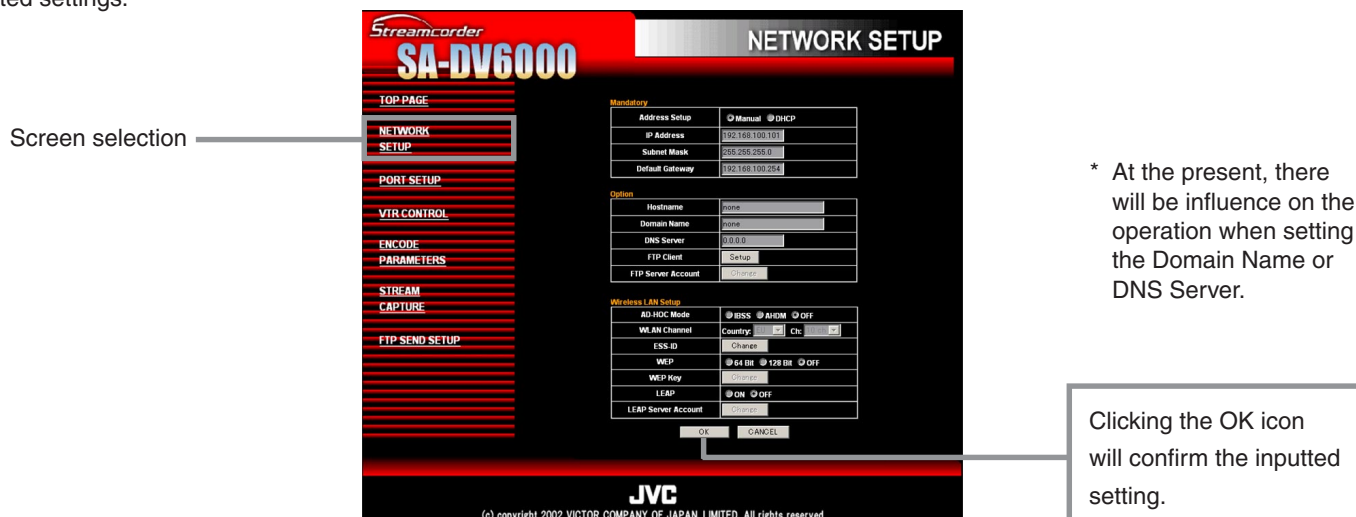 ted settings.
Streamcorder
SA-DV6000
NETWORK SETUP
TOP PAGE
NETWORK
SETUP
PORT SETUP
VTR CONTROL
ENCODE
PARAMETERS
STREAM
CAPTURE
FTP SEND SETUP
Screen selection
Mandatory
Address Setup Manual DHCP
IP Address 192.168.100.101
Subnet Mask 255.255.255.0
Default Gateway 192.168.100.254
Option
Hostname none
Domain Name none
DNS Server 0.0.0.0
FTP Client Setup
FTP Server Account Change
Wireless LAN Setup
AD-HOC Mode IBSS AHDM OFF
WLAN Channel Country: Ch:
ESS-ID Change
WEP 64 Bit 128 Bit OFF
WEP Key Change
LEAP ON OFF
LEAP Server Account Change
OK CANCEL
* At the present, there
will be influence on the
operation when setting
the Domain Name or
DNS Server.
Clicking the OK icon
will confirm the inputted
setting.
JVC
(c) copyright 2002 VICTOR COMPANY OF JAPAN, LIMITED. All rights reserved